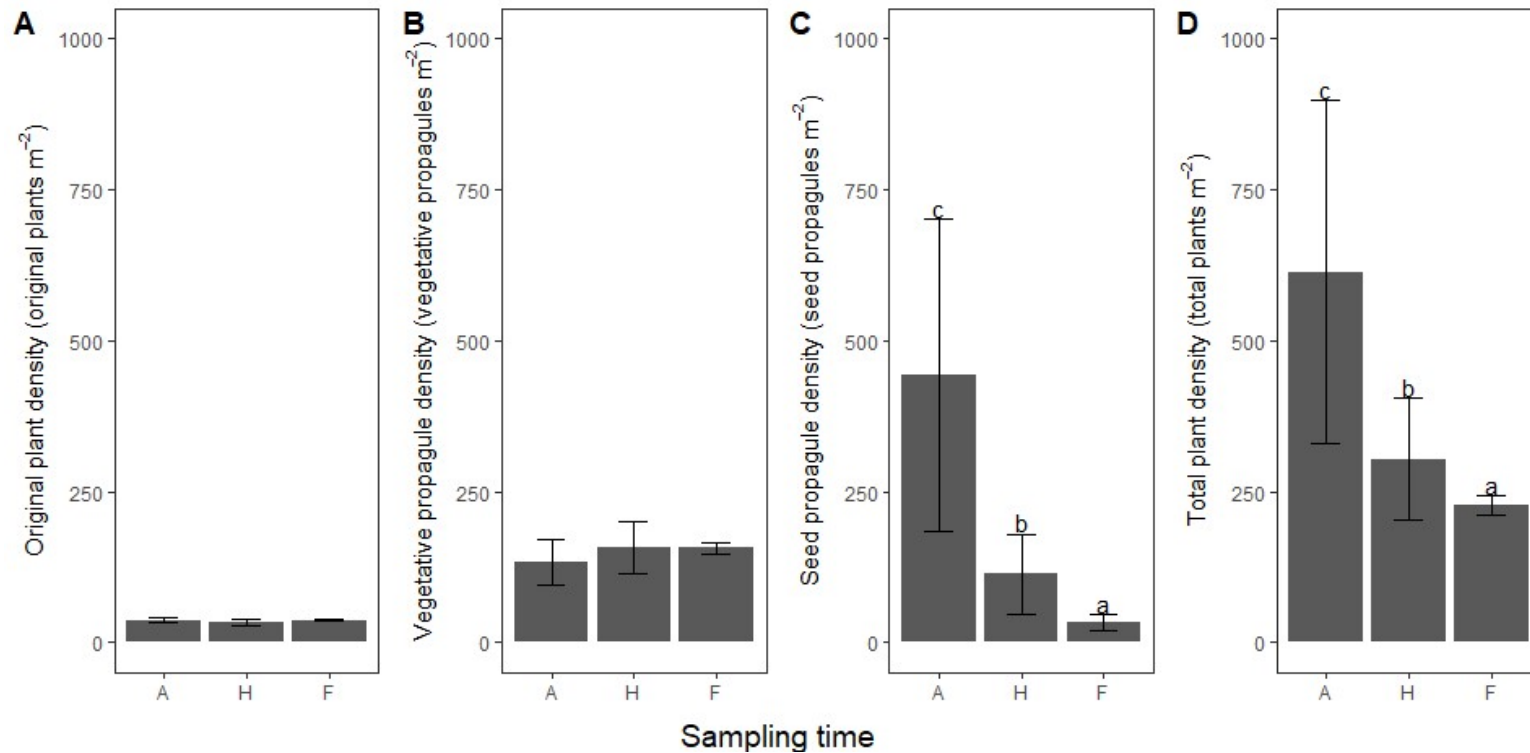 A
Original plant density (original plants m⁻²)
1000
750
500
250
0
A H F
B
Vegetative propagule density (vegetative propagules m⁻²)
1000
750
500
250
0
A H F
C
Seed propagule density (seed propagules m⁻²)
1000
750
500
250
0
c
b
a
A H F
D
Total plant density (total plants m⁻²)
1000
750
500
250
0
c
b
a
A H F
Sampling time